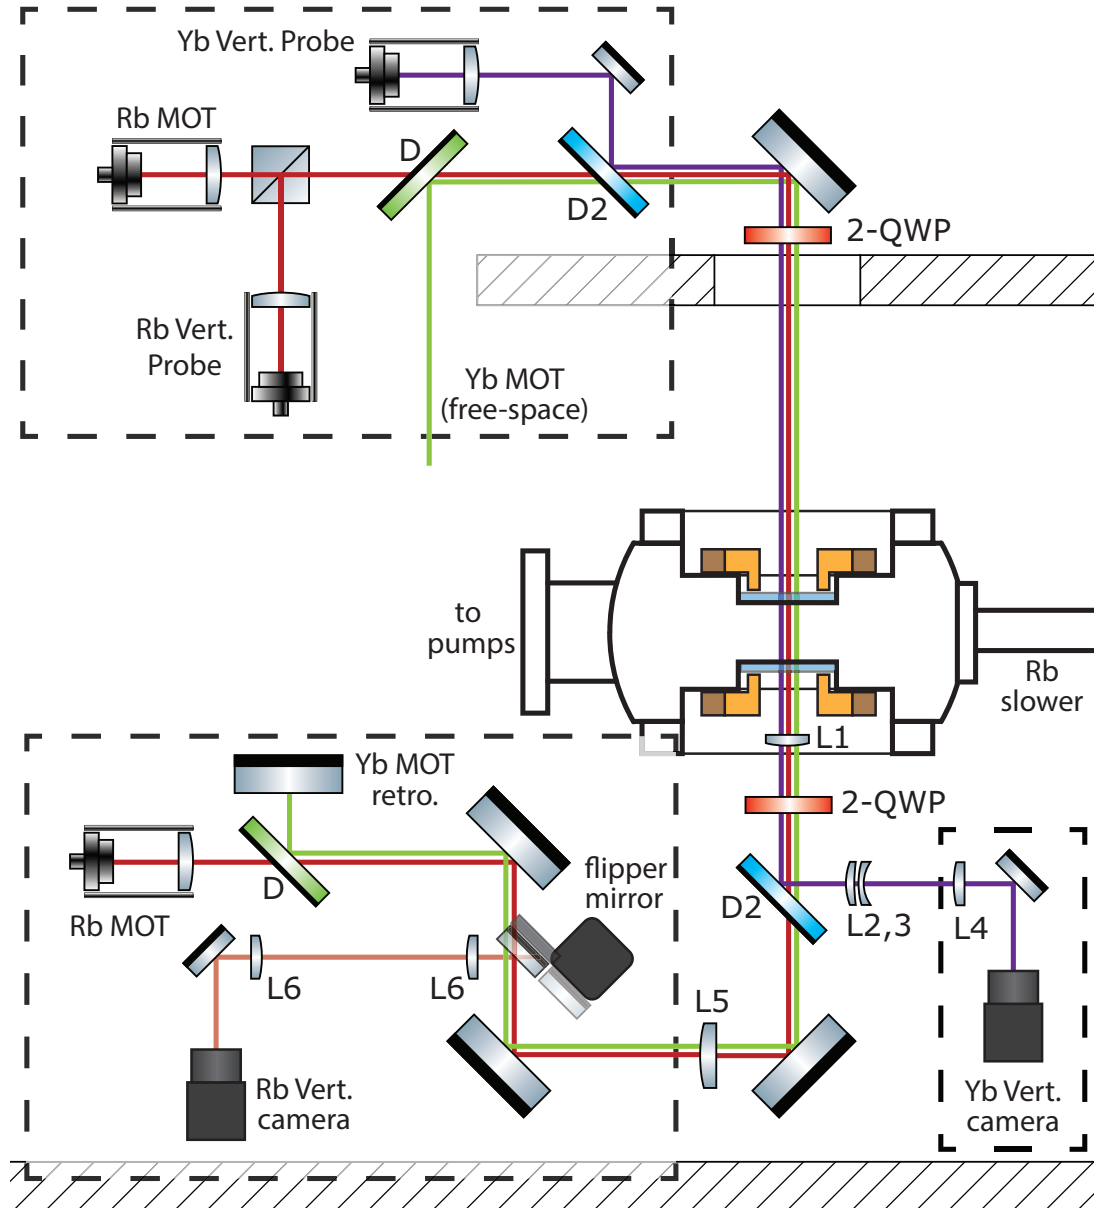 Yb Vert. Probe
Rb MOT
D
D2
2-QWP
Rb Vert.
Probe
Yb MOT
(free-space)
to
pumps
Rb
slower
L1
Yb MOT
retro.
2-QWP
flipper
mirror
D
Rb MOT
D2
L2,3
L4
L6
L6
L5
Rb Vert.
camera
Yb Vert.
camera